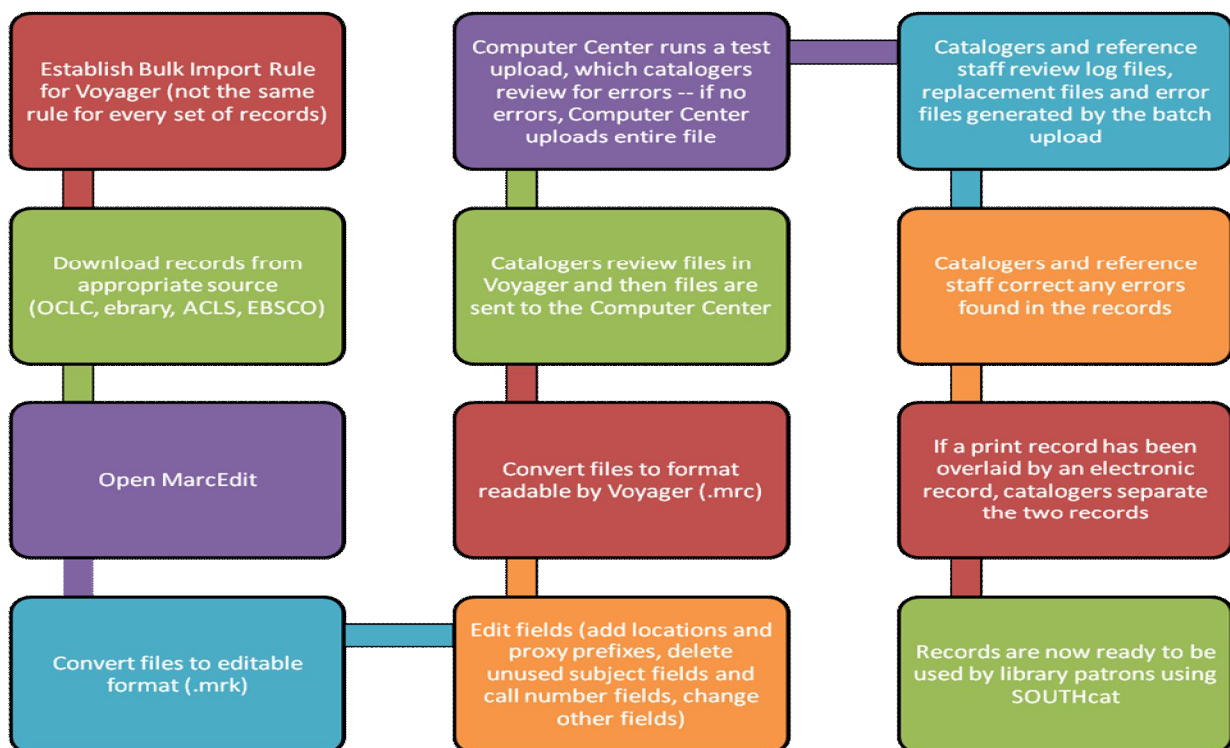 Establish Bulk Import Rule
for Voyager (not the same
rule for every set of records)
Download records from
appropriate source
(OCLC, ebrary, ACLS, EBSCO)
Open MarcEdit
Convert files to editable
format (.mrk)
Edit fields (add locations and
proxy prefixes, delete
unused subject fields and
call number fields, change
other fields)
Convert files to format
readable by Voyager (.mrc)
Catalogers review files in
Voyager and then files are
sent to the Computer Center
Computer Center runs a test
upload, which catalogers
review for errors -- if no
errors, Computer Center
uploads entire file
Catalogers and reference
staff review log files,
replacement files and error
files generated by the batch
upload
Catalogers and reference
staff correct any errors
found in the records
If a print record has been
overlaid by an electronic
record, catalogers separate
the two records
Records are now ready to be
used by library patrons using
SOUTHcat